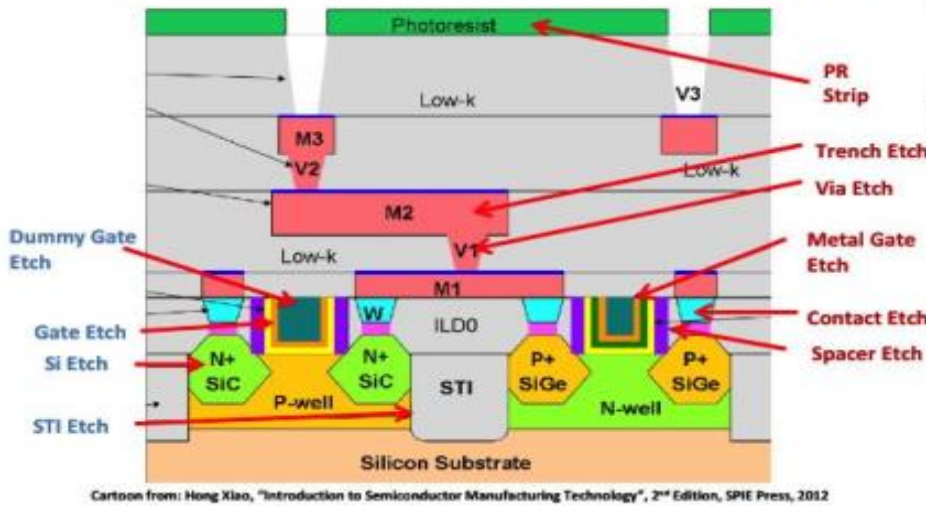 Photoresist
PR
Strip
V3
Low-k
M3
V2
Trench Etch
Low-k
Via Etch
M2
Dummy Gate
Etch
V1
Metal Gate
Etch
Low-k
M1
W
ILD0
Contact Etch
Gate Etch
Spacer Etch
Si Etch
N+
SiC
N+
SiC
P+
SiGe
P+
SiGe
STI
P-well
N-well
STI Etch
Silicon Substrate
Cartoon from: Hong Xiao, "Introduction to Semiconductor Manufacturing Technology", 2nd Edition, SPIE Press, 2012